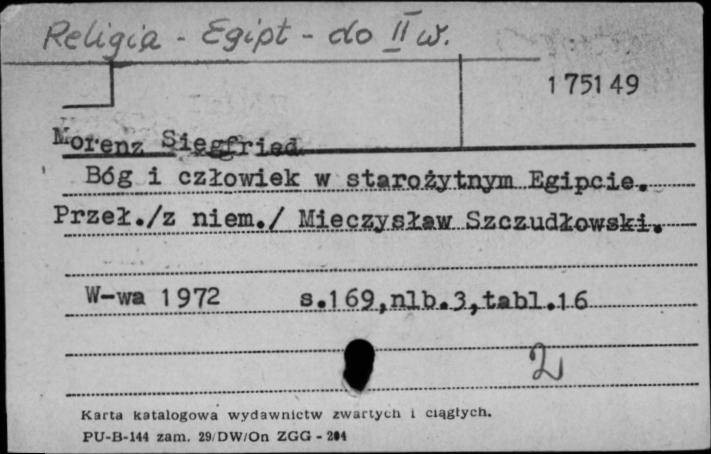 Religia - Egipt - do II w.
175149
Morenz Siegfried
Bóg i człowiek w starożytnym Egipcie.
Przeł./z niem./ Mieczysław Szczudłowski.
W-wa 1972 s.169,nlb.3,tabl.16
2
Karta katalogowa wydawnictw zwartych i ciągłych.
PU-B-144 zam. 29/DW/On ZGG - 204